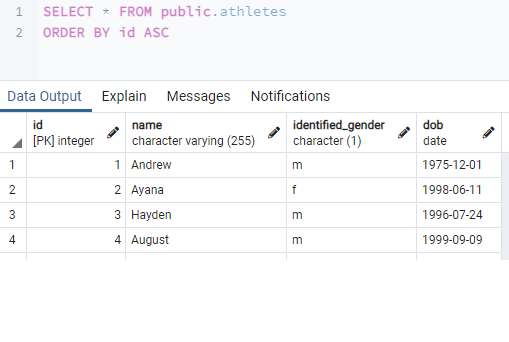 1 SELECT * FROM public.athletes
2 ORDER BY id ASC
Data Output Explain Messages Notifications
id name identified_gender dob
[PK] integer character varying (255) character (1) date
1 1 Andrew m 1975-12-01
2 2 Ayana f 1998-06-11
3 3 Hayden m 1996-07-24
4 4 August m 1999-09-09